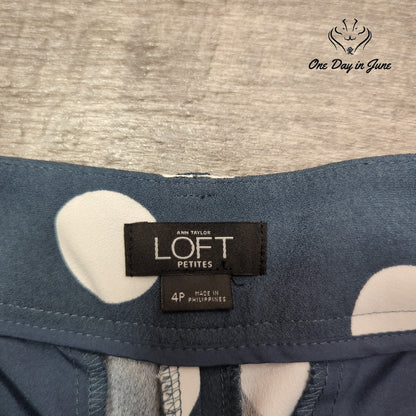 One Day in June
ANN TAYLOR
LOFT
PETITES
4P
MADE IN
PHILIPPINES